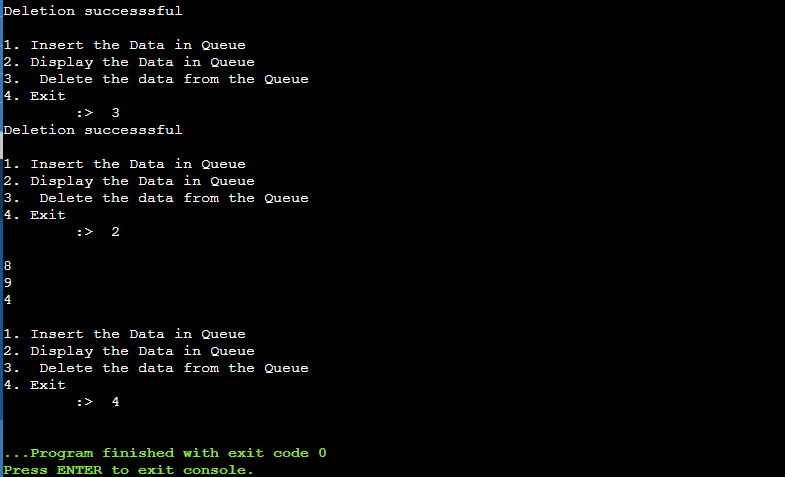 Deletion successsful
1. Insert the Data in Queue
2. Display the Data in Queue
3.  Delete the data from the Queue
4. Exit
:>  3
Deletion successsful
1. Insert the Data in Queue
2. Display the Data in Queue
3.  Delete the data from the Queue
4. Exit
:>  2
8
9
4
1. Insert the Data in Queue
2. Display the Data in Queue
3.  Delete the data from the Queue
4. Exit
:>  4
...Program finished with exit code 0
Press ENTER to exit console.